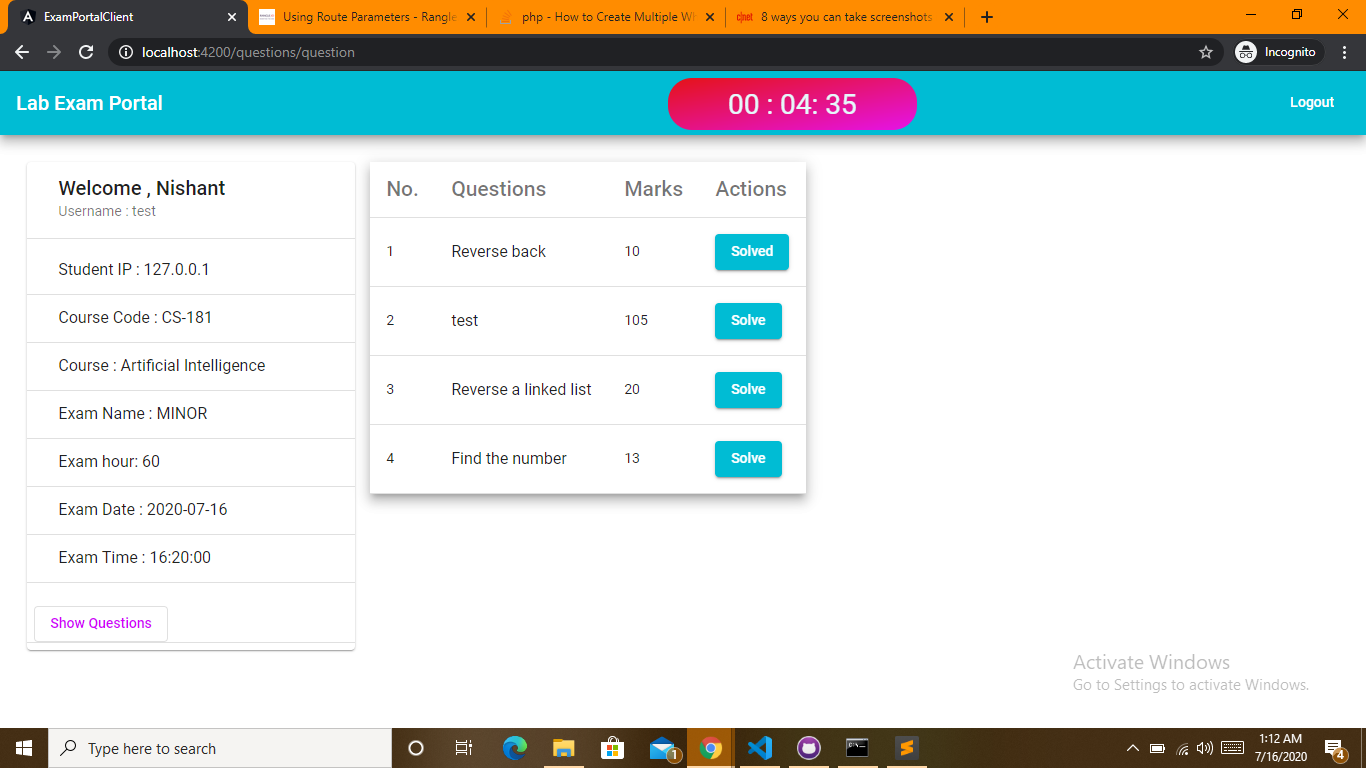 ExamPortalClient
Using Route Parameters - Rangle
php - How to Create Multiple Wh
c|net 8 ways you can take screenshots
localhost:4200/questions/question
Incognito
Lab Exam Portal
00 : 04: 35
Logout
Welcome , Nishant
Username : test
Student IP : 127.0.0.1
Course Code : CS-181
Course : Artificial Intelligence
Exam Name : MINOR
Exam hour: 60
Exam Date : 2020-07-16
Exam Time : 16:20:00
Show Questions
No. Questions Marks Actions
1 Reverse back 10 Solved
2 test 105 Solve
3 Reverse a linked list 20 Solve
4 Find the number 13 Solve
Activate Windows
Go to Settings to activate Windows.
Type here to search
1
1:12 AM
7/16/2020
4